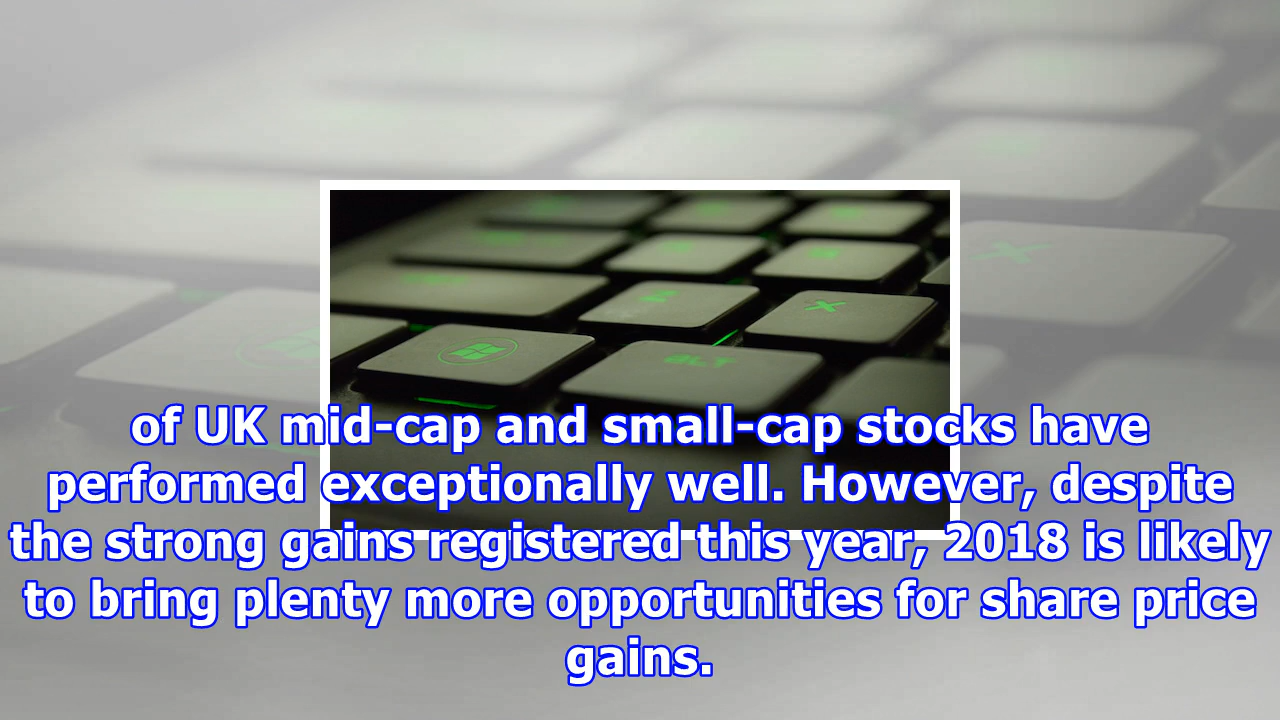 X
ALT
of UK mid-cap and small-cap stocks have
performed exceptionally well. However, despite
the strong gains registered this year, 2018 is likely
to bring plenty more opportunities for share price
gains.